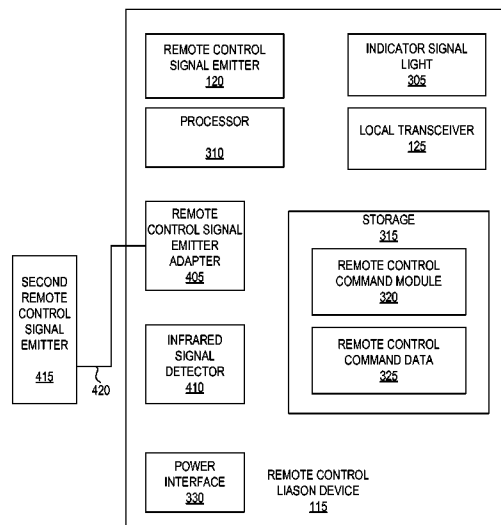 REMOTE CONTROL
SIGNAL EMITTER
120
INDICATOR SIGNAL
LIGHT
305
PROCESSOR
310
LOCAL TRANSCEIVER
125
REMOTE
CONTROL SIGNAL
EMITTER
ADAPTER
405
STORAGE
315
REMOTE CONTROL
COMMAND MODULE
320
REMOTE CONTROL
COMMAND DATA
325
SECOND
REMOTE
CONTROL
SIGNAL
EMITTER
415
420
INFRARED
SIGNAL
DETECTOR
410
POWER
INTERFACE
330
REMOTE CONTROL
LIASON DEVICE
115